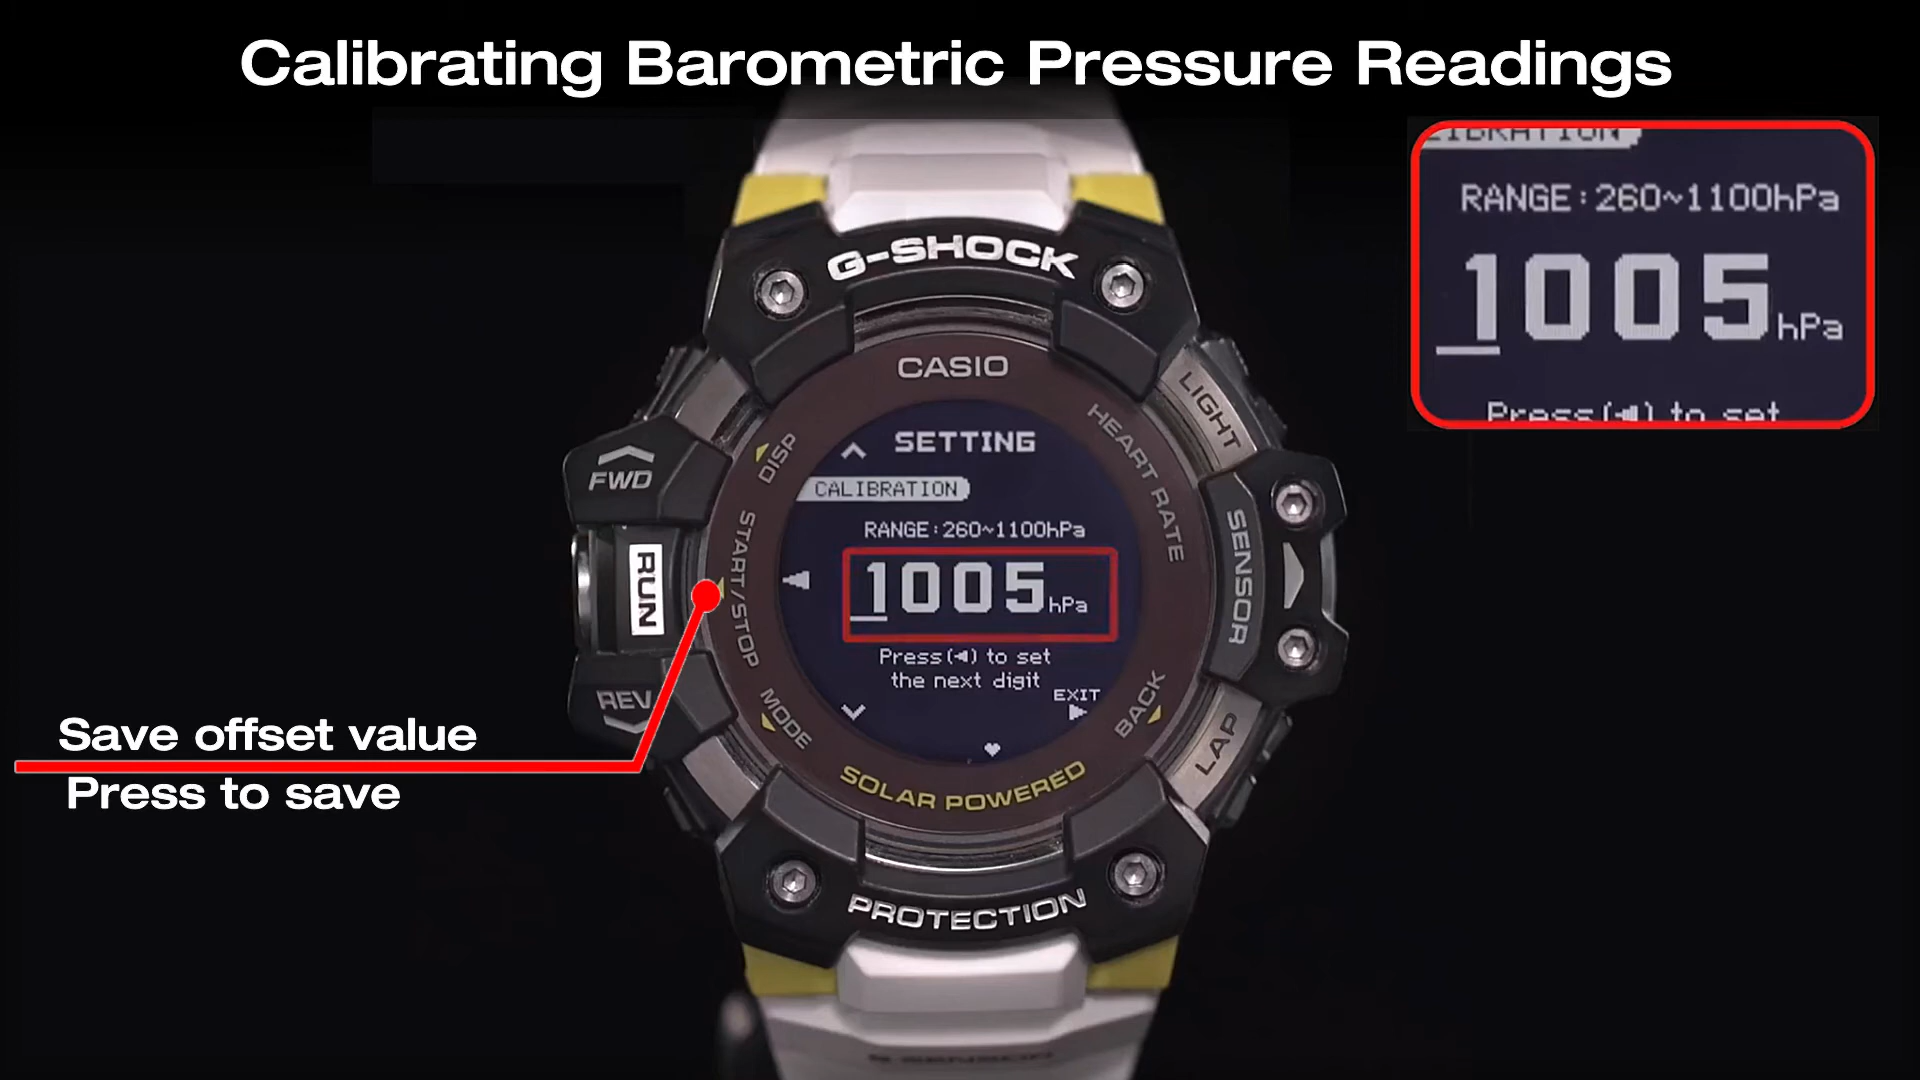 Calibrating Barometric Pressure Readings
RANGE:260~1100hPa
1005hPa
G-SHOCK
CASIO
LIGHT
HEART RATE
SETTING
DISP
FWD
CALIBRATION
RANGE:260~1100hPa
1005hPa
START/STOP
RUN
SENSOR
Press(◀) to set
the next digit
EXIT
REV
MODE
BACK
LAP
Save offset value
Press to save
SOLAR POWERED
PROTECTION